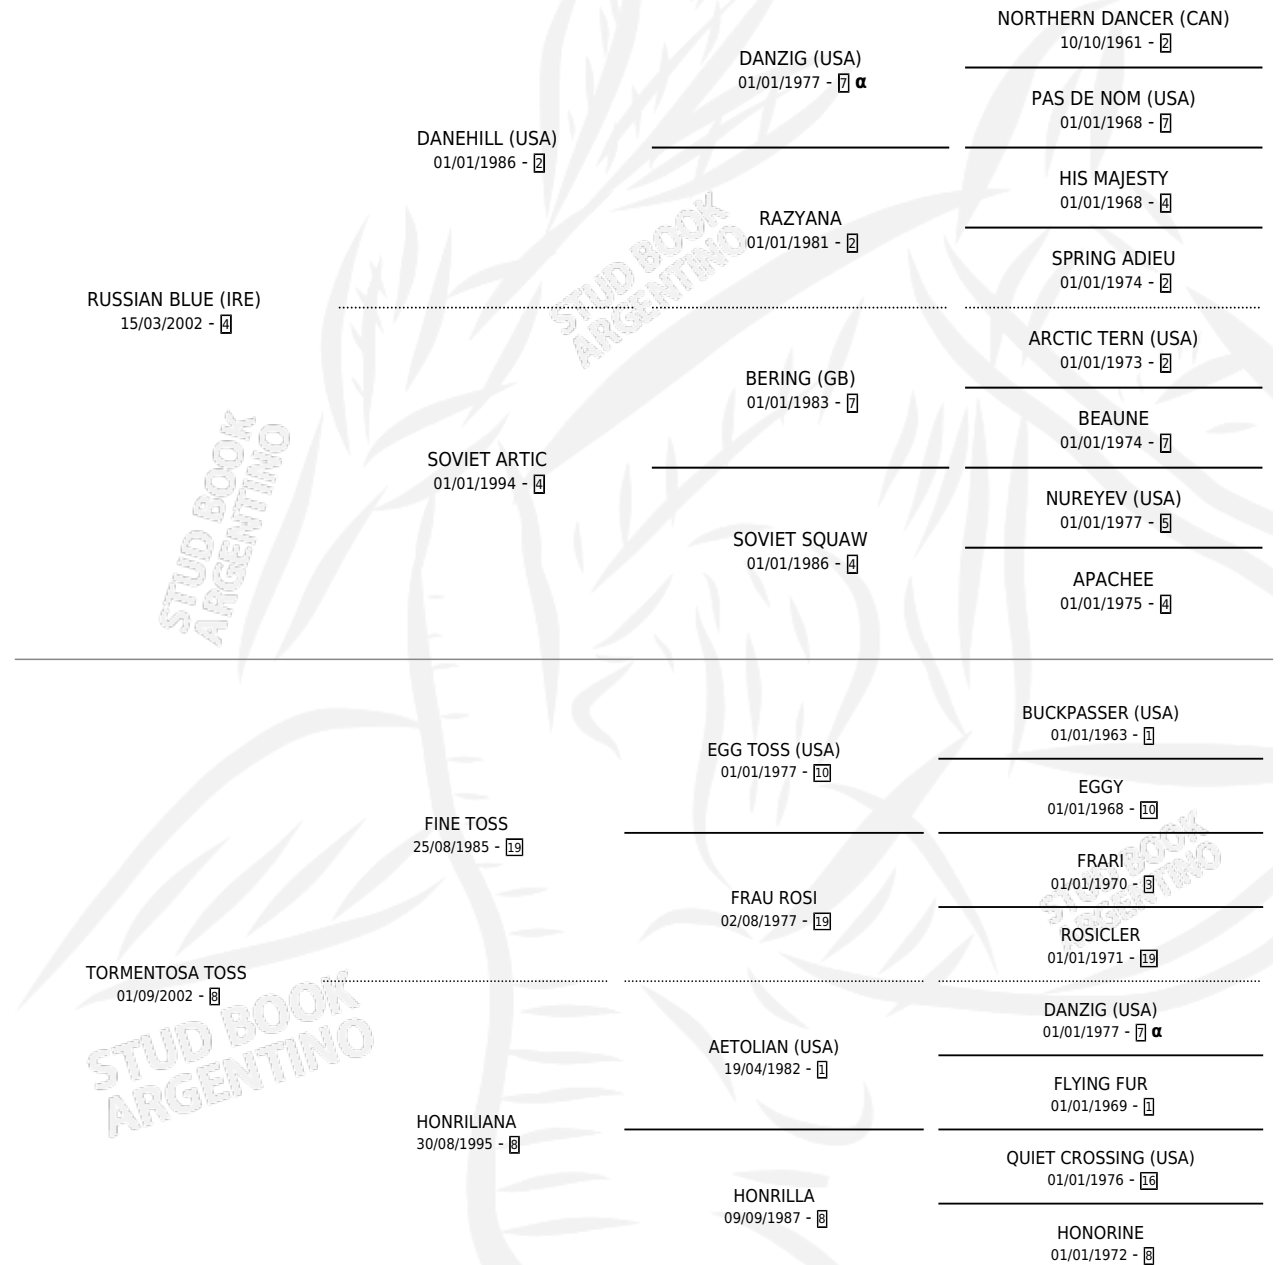 RUSSIAN BLUE (IRE)
15/03/2002 - 4
DANEHILL (USA)
01/01/1986 - 2
SOVIET ARTIC
01/01/1994 - 4
DANZIG (USA)
01/01/1977 - 7 α
RAZYANA
01/01/1981 - 2
BERING (GB)
01/01/1983 - 7
SOVIET SQUAW
01/01/1986 - 4
NORTHERN DANCER (CAN)
10/10/1961 - 2
PAS DE NOM (USA)
01/01/1968 - 7
HIS MAJESTY
01/01/1968 - 4
SPRING ADIEU
01/01/1974 - 2
ARCTIC TERN (USA)
01/01/1973 - 2
BEAUNE
01/01/1974 - 7
NUREYEV (USA)
01/01/1977 - 5
APACHEE
01/01/1975 - 4
TORMENTOSA TOSS
01/09/2002 - 8
FINE TOSS
25/08/1985 - 19
HONRILIANA
30/08/1995 - 8
EGG TOSS (USA)
01/01/1977 - 10
FRAU ROSI
02/08/1977 - 19
AETOLIAN (USA)
19/04/1982 - 1
HONRILLA
09/09/1987 - 8
BUCKPASSER (USA)
01/01/1963 - 1
EGGY
01/01/1968 - 10
FRARI
01/01/1970 - 3
ROSICLER
01/01/1971 - 19
DANZIG (USA)
01/01/1977 - 7 α
FLYING FUR
01/01/1969 - 1
QUIET CROSSING (USA)
01/01/1976 - 16
HONORINE
01/01/1972 - 8
STUD BOOK
ARGENTINO
STUD BOOK
ARGENTINO
STUD BOOK
ARGENTINO
STUD BOOK
ARGENTINO